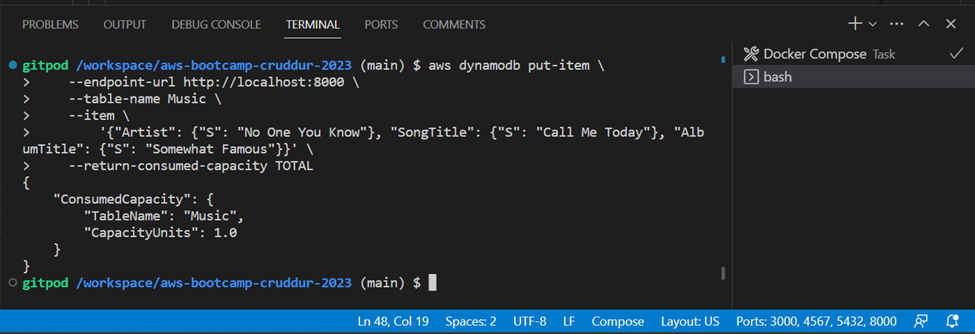 PROBLEMS OUTPUT DEBUG CONSOLE TERMINAL PORTS COMMENTS
gitpod /workspace/aws-bootcamp-cruddur-2023 (main) $ aws dynamodb put-item \
>     --endpoint-url http://localhost:8000 \
>     --table-name Music \
>     --item \
>         '{"Artist": {"S": "No One You Know"}, "SongTitle": {"S": "Call Me Today"}, "Alb
umTitle": {"S": "Somewhat Famous"}}' \
>     --return-consumed-capacity TOTAL
{
    "ConsumedCapacity": {
        "TableName": "Music",
        "CapacityUnits": 1.0
    }
}
gitpod /workspace/aws-bootcamp-cruddur-2023 (main) $
Docker Compose Task
bash
Ln 48, Col 19 Spaces: 2 UTF-8 LF Compose Layout: US Ports: 3000, 4567, 5432, 8000